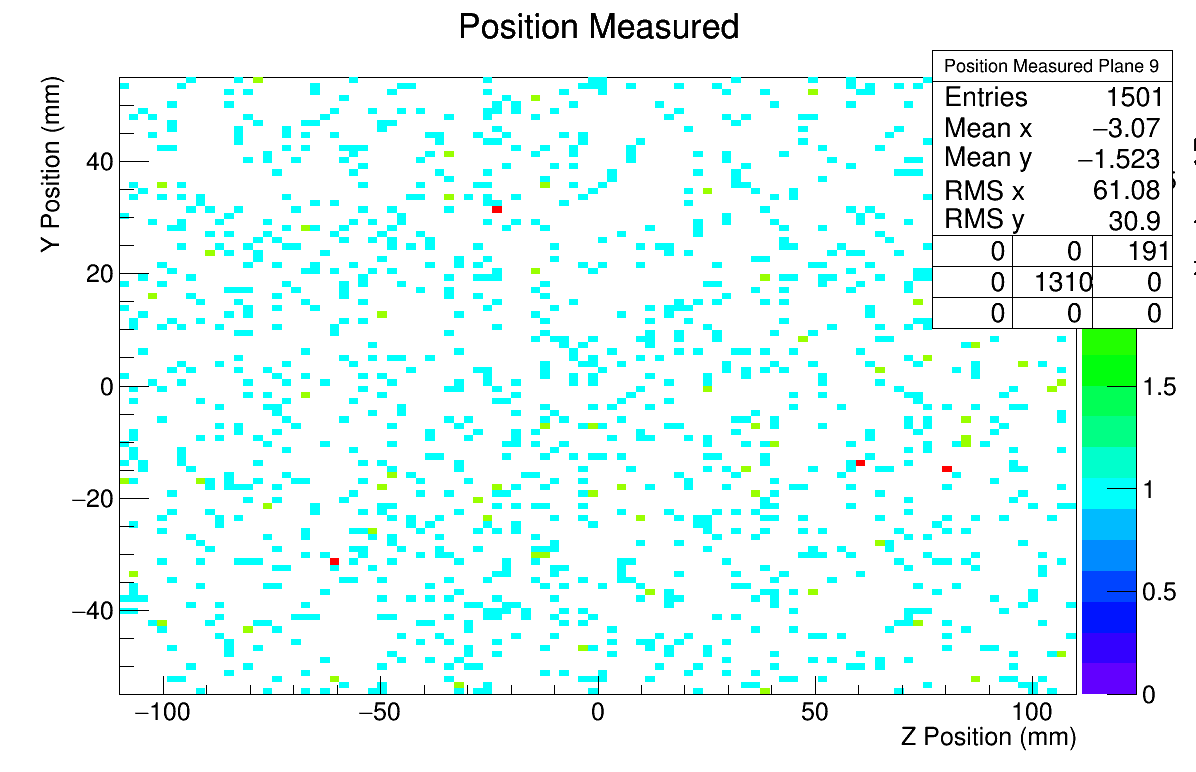 Position Measured
Position Measured Plane 9
Entries 1501
Mean x −3.07
Mean y −1.523
RMS x 61.08
RMS y 30.9
0 0 191
0 1310 0
0 0 0
Y Position (mm)
40
20
0
−20
−40
1.5
1
0.5
0
−100 −50 0 50 100
Z Position (mm)